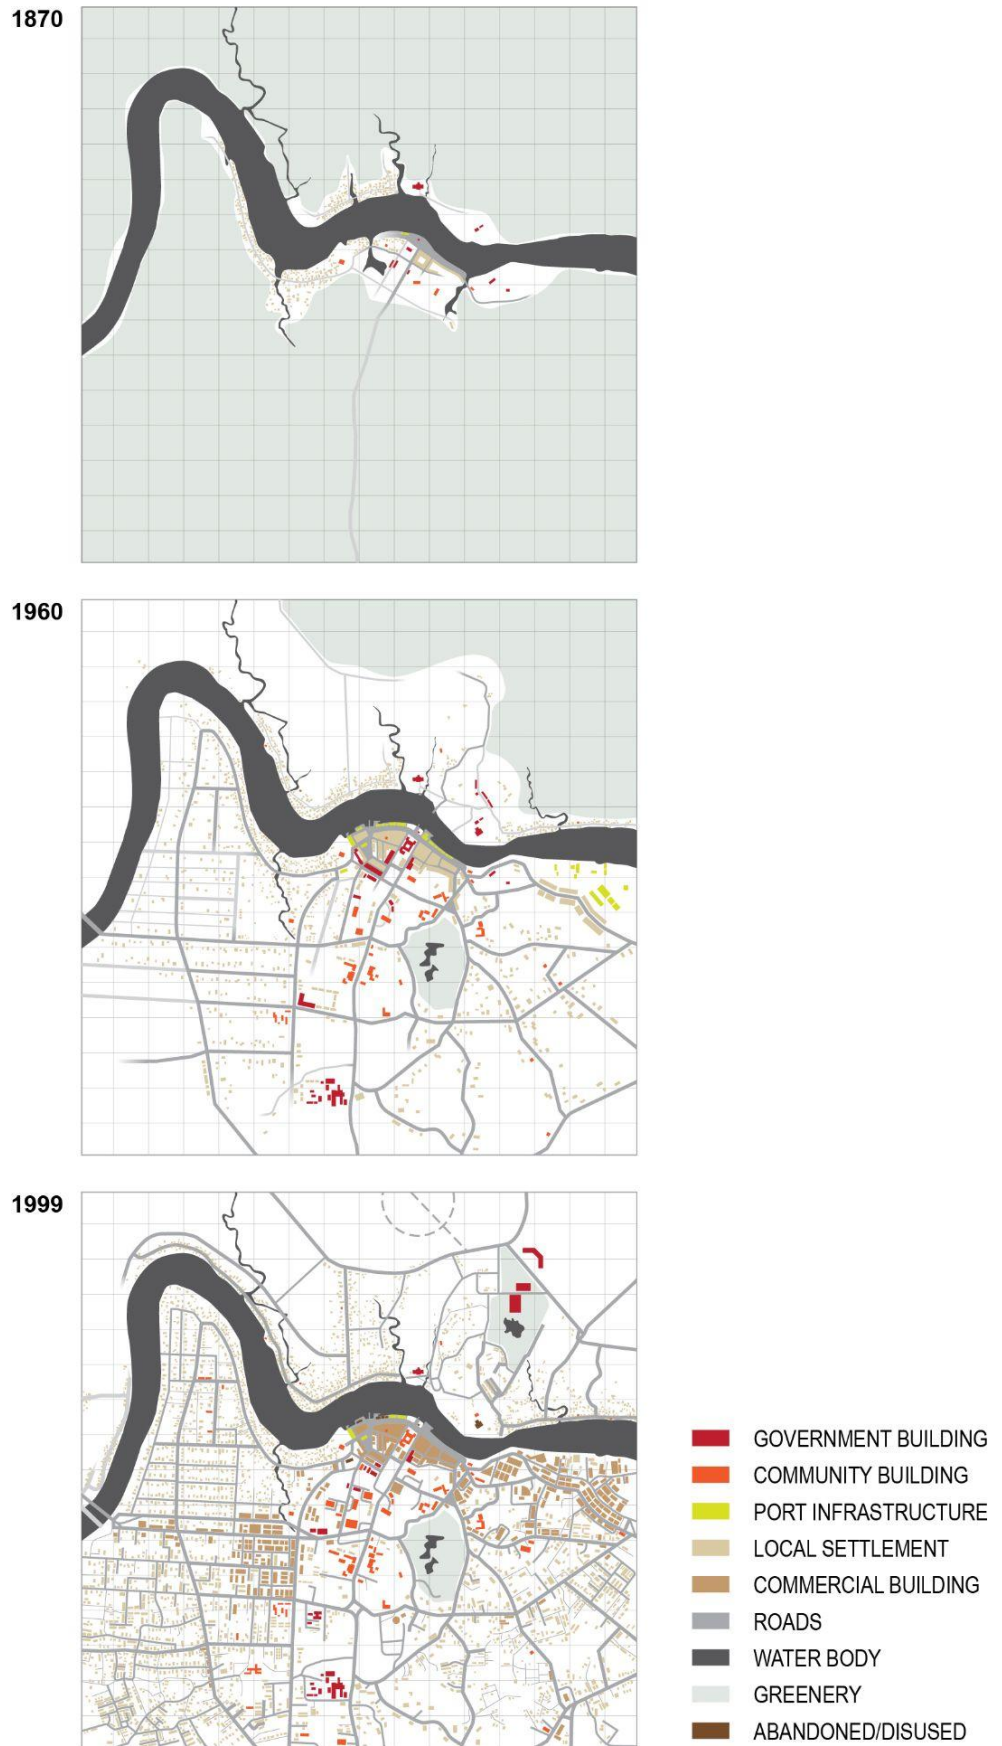 1870
1960
1999
GOVERNMENT BUILDING
COMMUNITY BUILDING
PORT INFRASTRUCTURE
LOCAL SETTLEMENT
COMMERCIAL BUILDING
ROADS
WATER BODY
GREENERY
ABANDONED/DISUSED